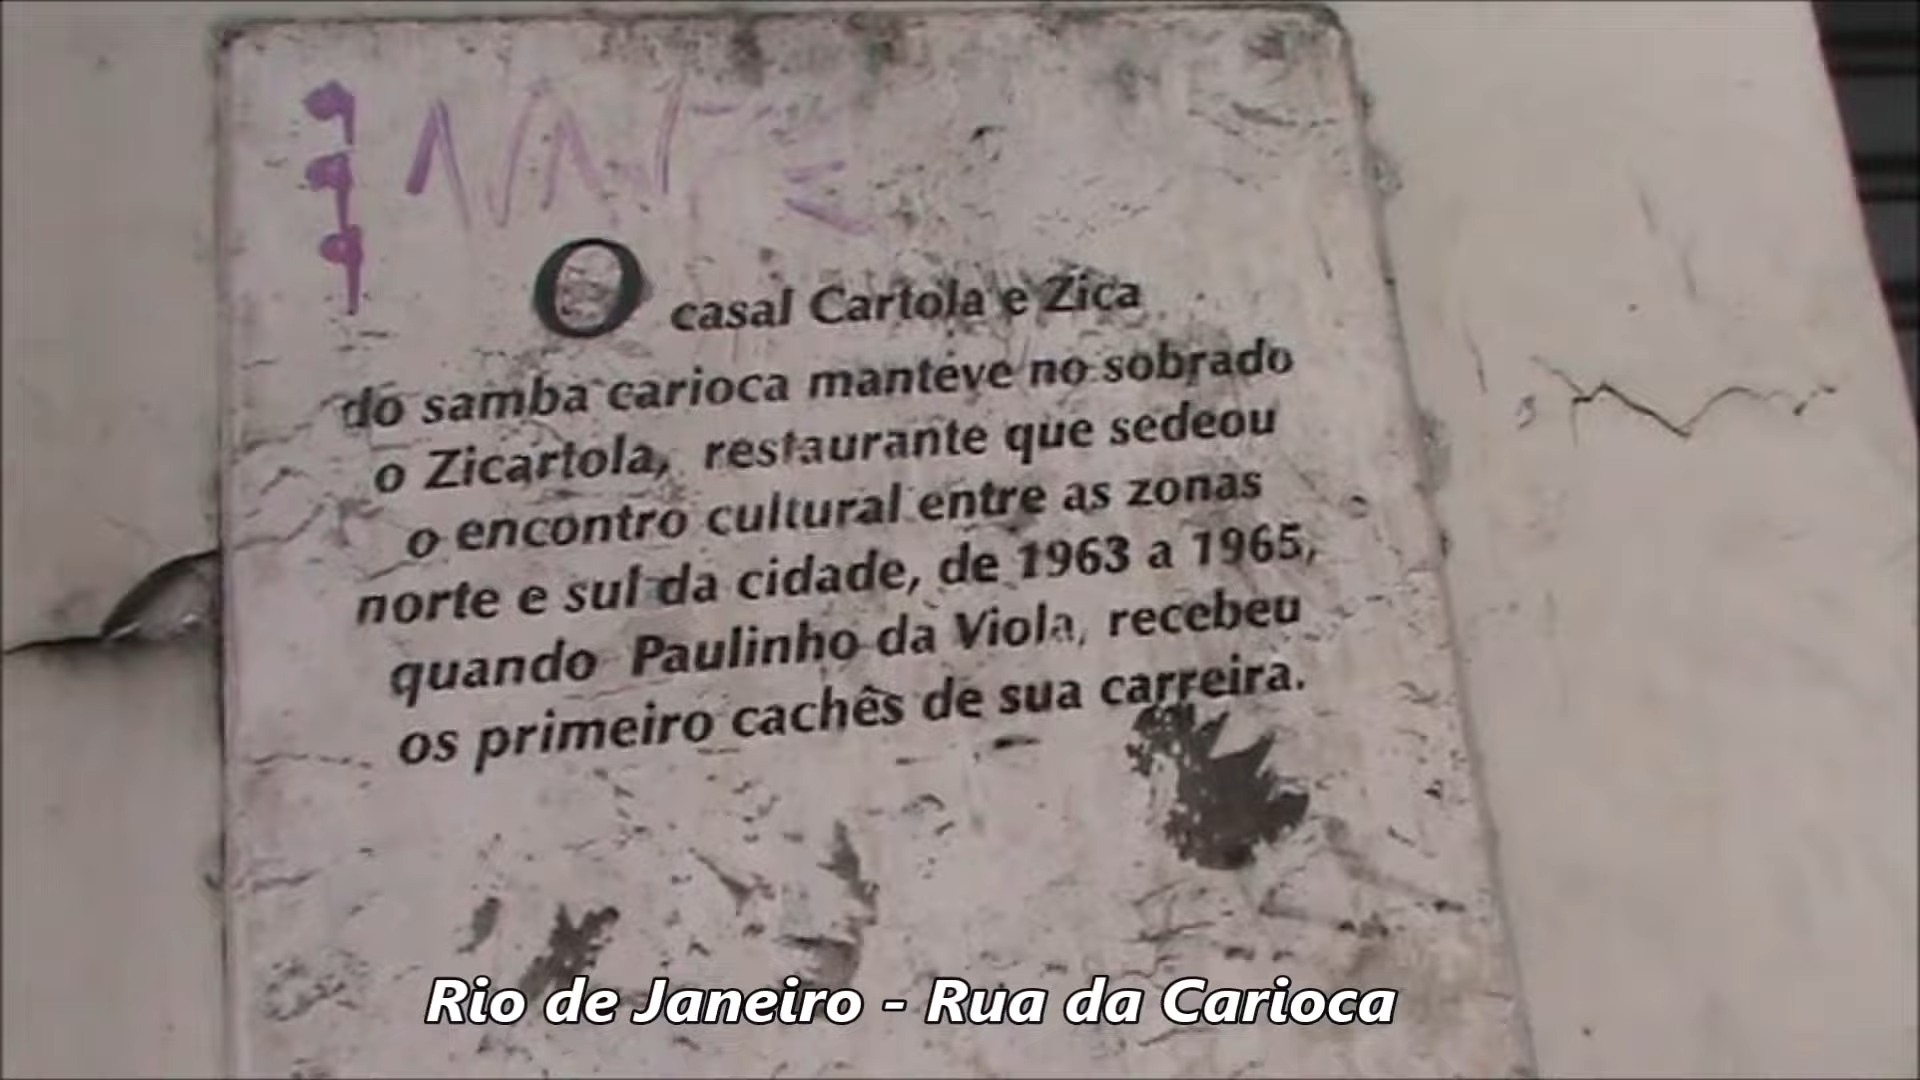 O casal Cartola e Zica
do samba carioca manteve no sobrado
o Zicartola, restaurante que sedeou
o encontro cultural entre as zonas
norte e sul da cidade, de 1963 a 1965,
quando Paulinho da Viola, recebeu
os primeiro cachês de sua carreira.
Rio de Janeiro - Rua da Carioca